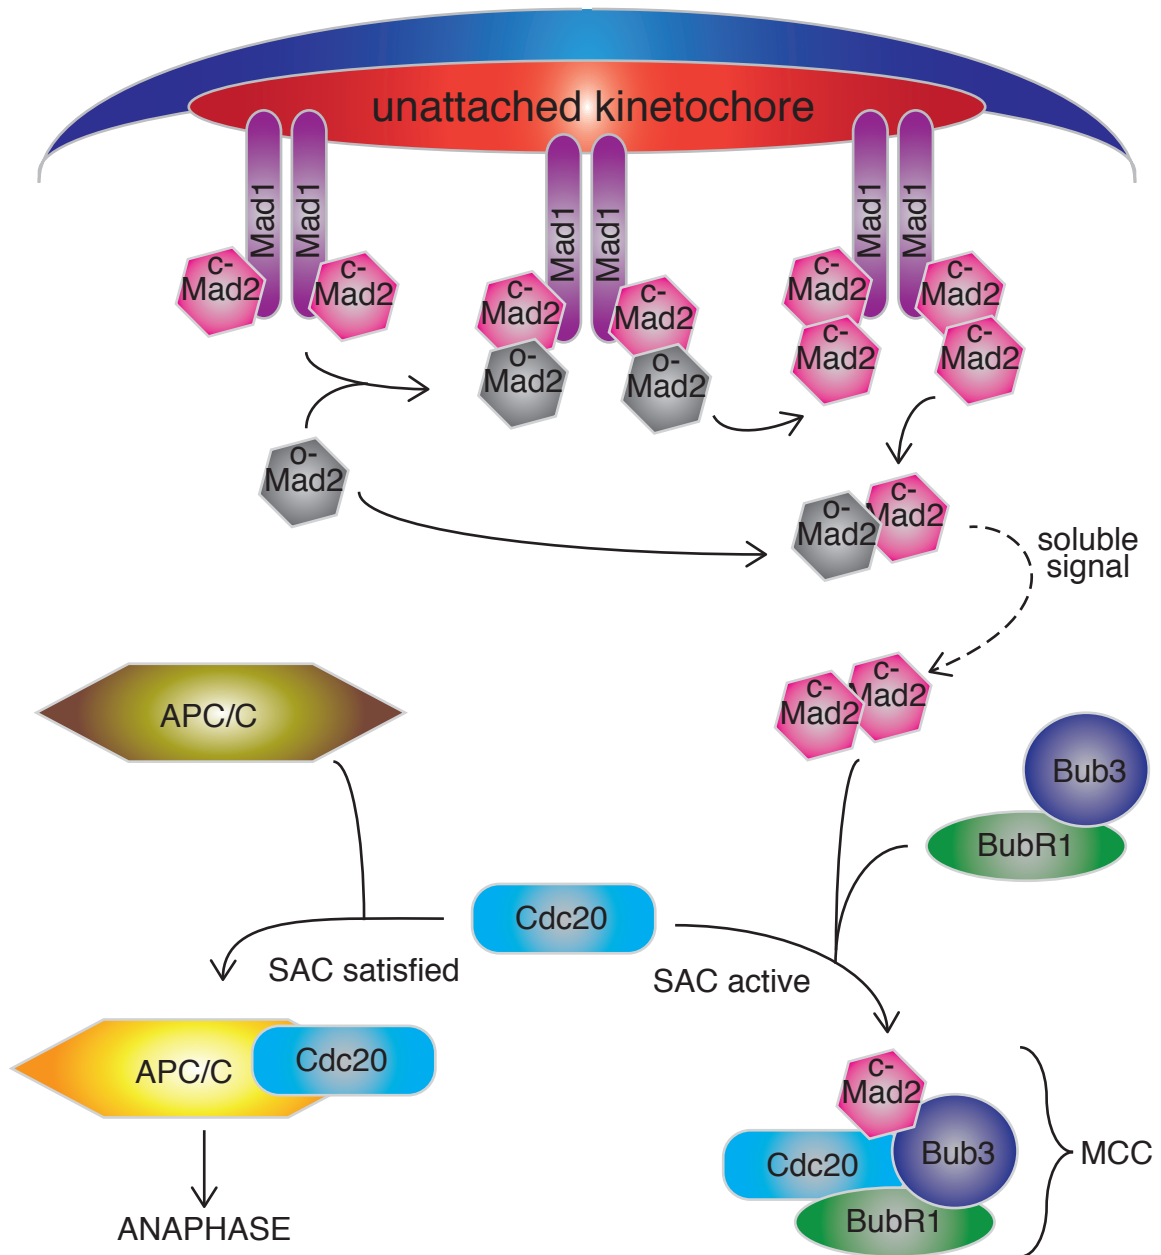 unattached kinetochore
Mad1
Mad1
Mad1
Mad1
Mad1
Mad1
c-
Mad2
c-
Mad2
c-
Mad2
c-
Mad2
c-
Mad2
c-
Mad2
o-
Mad2
o-
Mad2
c-
Mad2
c-
Mad2
o-
Mad2
o-
Mad2
c-
Mad2
soluble
signal
c-
Mad2
c-
Mad2
APC/C
Bub3
BubR1
Cdc20
SAC satisfied
SAC active
APC/C
Cdc20
c-
Mad2
Cdc20
Bub3
BubR1
MCC
ANAPHASE